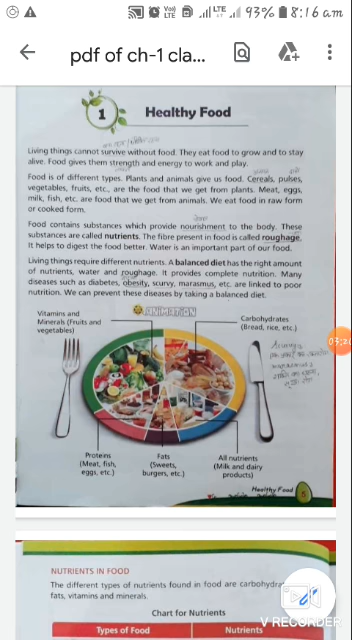 8:16 am
93%
LTE
pdf of ch-1 cla...
1
Healthy Food
Living things cannot survive without food. They eat food to grow and to stay
alive. Food gives them strength and energy to work and play.
Food is of different types. Plants and animals give us food. Cereals, pulses,
vegetables, fruits, etc., are the food that we get from plants. Meat, eggs,
milk, fish, etc. are food that we get from animals. We eat food in raw form
or cooked form.
Food contains substances which provide nourishment to the body. These
substances are called nutrients. The fibre present in food is called roughage.
It helps to digest the food better. Water is an important part of our food.
Living things require different nutrients. A balanced diet has the right amount
of nutrients, water and roughage. It provides complete nutrition. Many
diseases such as diabetes, obesity, scurvy, marasmus, etc. are linked to poor
nutrition. We can prevent these diseases by taking a balanced diet.
ANIMATION
Vitamins and
Minerals (Fruits and
vegetables)
Carbohydrates
(Bread, rice, etc.)
03:20
Proteins
(Meat, fish,
eggs, etc.)
Fats
(Sweets,
burgers, etc.)
All nutrients
(Milk and dairy
products)
Healthy Food
5
NUTRIENTS IN FOOD
The different types of nutrients found in food are
fats, vitamins and minerals.
Chart for Nutrients
Types of Food
Nutrients
V RECORDER